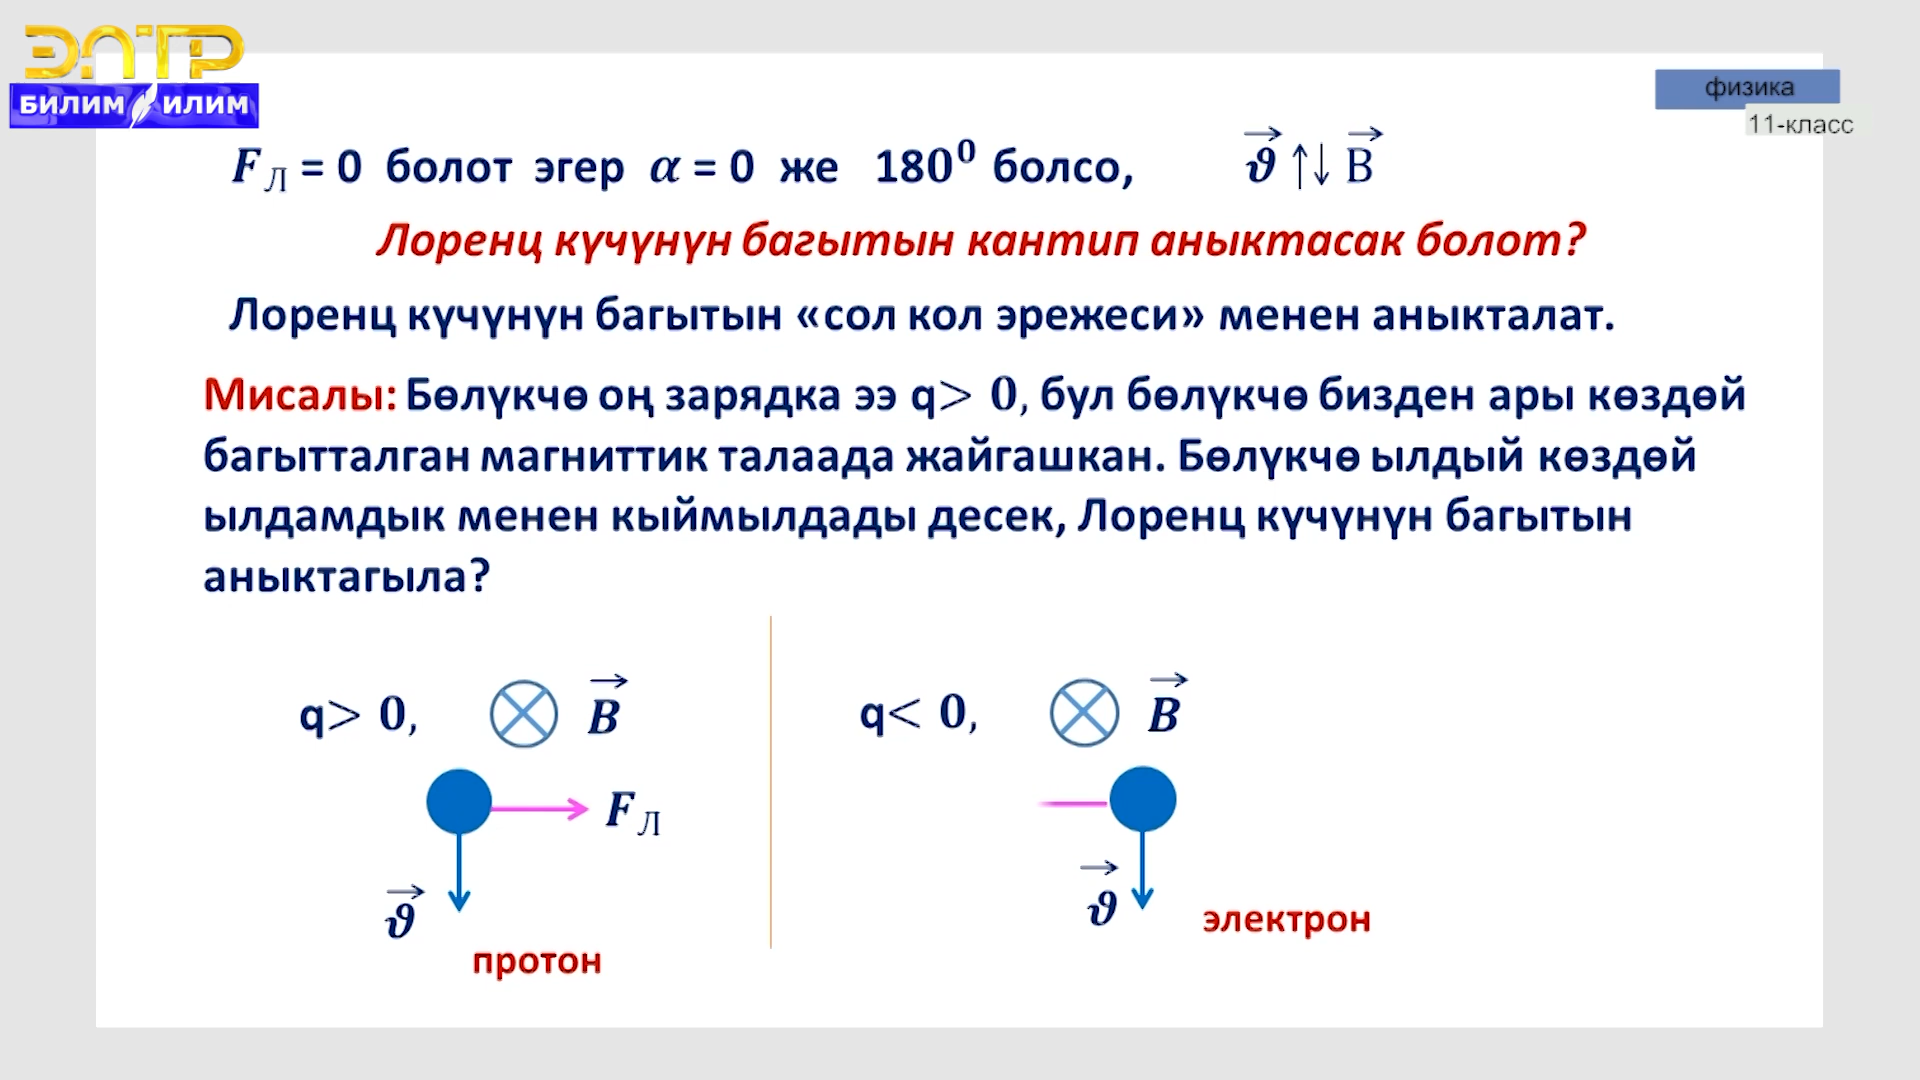 ЭЛТР
БИЛИМ ИЛИМ
физика
11-класс
F_Л = 0 болот эгер α = 0 же 180⁰ болсо, ϑ⃗ ↑↓ B⃗
Лоренц күчүнүн багытын кантип аныктасак болот?
Лоренц күчүнүн багытын «сол кол эрежеси» менен аныкталат.
Мисалы: Бөлүкчө оң зарядка ээ q> 0, бул бөлүкчө бизден ары көздөй
багытталган магниттик талаада жайгашкан. Бөлүкчө ылдый көздөй
ылдамдык менен кыймылдады десек, Лоренц күчүнүн багытын
аныктагыла?
q> 0, B⃗
F_Л
ϑ⃗
протон
q< 0, B⃗
ϑ⃗
электрон